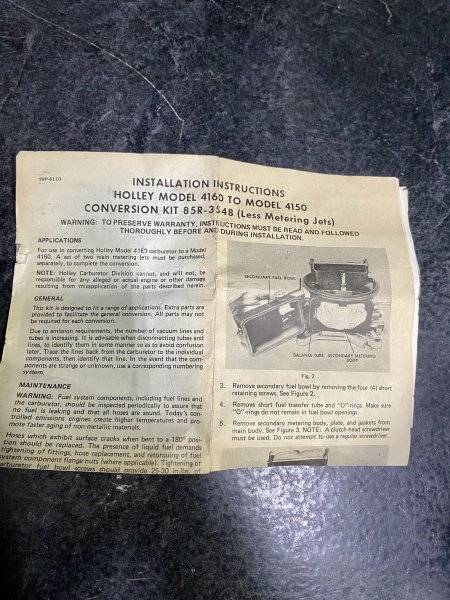 99P-8110
INSTALLATION INSTRUCTIONS
HOLLEY MODEL 4160 TO MODEL 4150
CONVERSION KIT 85R-3548 (Less Metering Jets)
WARNING: TO PRESERVE WARRANTY, INSTRUCTIONS MUST BE READ AND FOLLOWED
THOROUGHLY BEFORE AND DURING INSTALLATION.
APPLICATIONS
For use in converting Holley Model 4160 carburetor to a Model
4150. A set of two main metering jets must be purchased,
separately, to complete the conversion.
NOTE: Holley Carburetor Division cannot, and will not, be
responsible for any alleged or actual engine or other damage
resulting from misapplication of the parts described herein.
GENERAL
This kit is designed to fit a range of applications. Extra parts are
provided to facilitate the general conversion. All parts may not
be required for each conversion.
Due to emission requirements, the number of vacuum lines and
tubes is increasing. It is advisable when disconnecting tubes and
lines, to identify them in some manner so as to avoid confusion
later. Trace the lines back from the carburetor to the individual
components, then identify that line. In the event that the com-
ponents are strange or unknown, use a corresponding numbering
system.
MAINTENANCE
WARNING: Fuel system components, including fuel lines and
the carburetor, should be inspected periodically to assure that
no fuel is leaking and that all hoses are sound. Today's con-
trolled emissions engines create higher temperatures and pro-
mote faster aging of non-metallic materials.
Hoses which exhibit surface cracks when bent to a 180° posi-
tion should be replaced. The presence of liquid fuel demands
tightening of fittings, hose replacement, and retorquing of fuel
system component flange nuts (where applicable). Tightening of
carburetor fuel bowl screws should provide 25-30 in./lbs. of
SECONDARY FUEL BOWL
BALANCE TUBE SECONDARY METERING
BODY
Fig. 2
3. Remove secondary fuel bowl by removing the four (4) short
retaining screws. See Figure 2.
4. Remove short fuel transfer tube and "O"rings. Make sure
"O"rings do not remain in fuel bowl openings.
5. Remove secondary metering body, plate, and gaskets from
main body. See Figure 3. NOTE: A clutch-head screwdriver
must be used. Do not attempt to use a regular screwdriver.